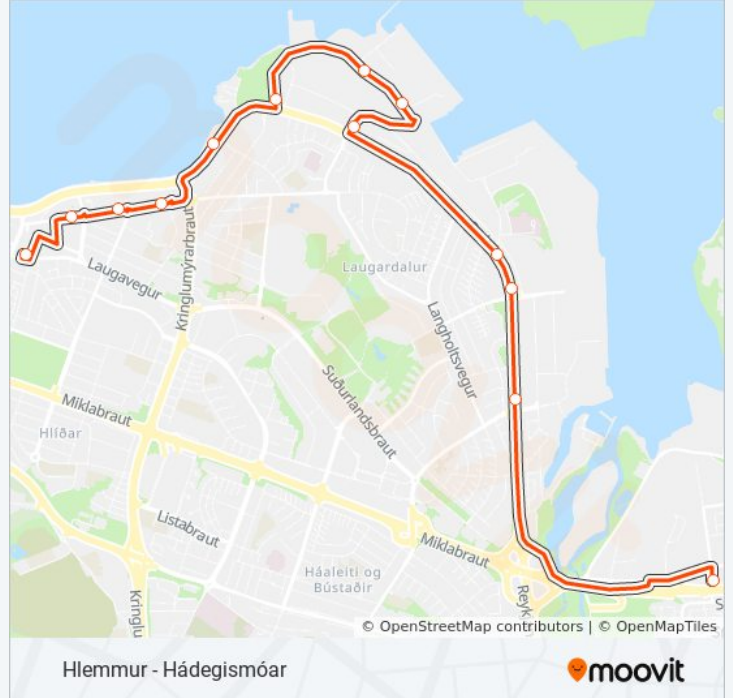 Laugavegur
Kringlumýrarbraut
Laugardalur
Langholtsvegur
Suðurlandsbraut
Miklabraut
Hlíðar
Listabraut
Miklabraut
Háaleiti og
Bústaðir
Kringlu
Reyk
S
© OpenStreetMap contributors | © OpenMapTiles
Hlemmur - Hádegismóar
moovit